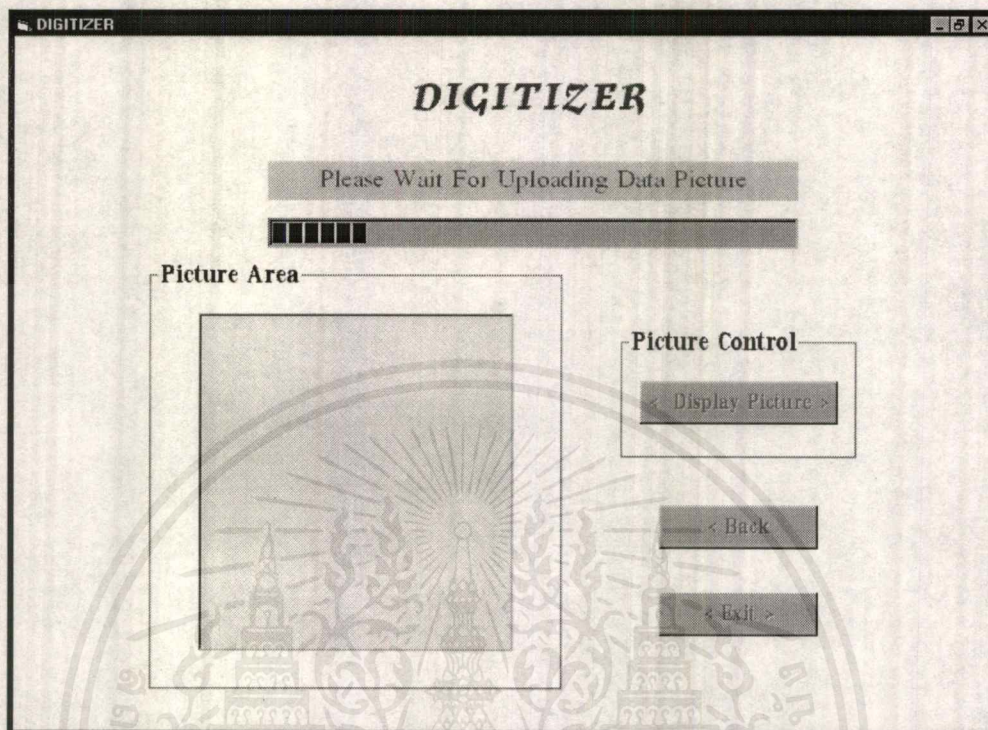 DIGITIZER
DIGITIZER
Please Wait For Uploading Data Picture
Picture Area
Picture Control
< Display Picture >
< Back
< Exit >